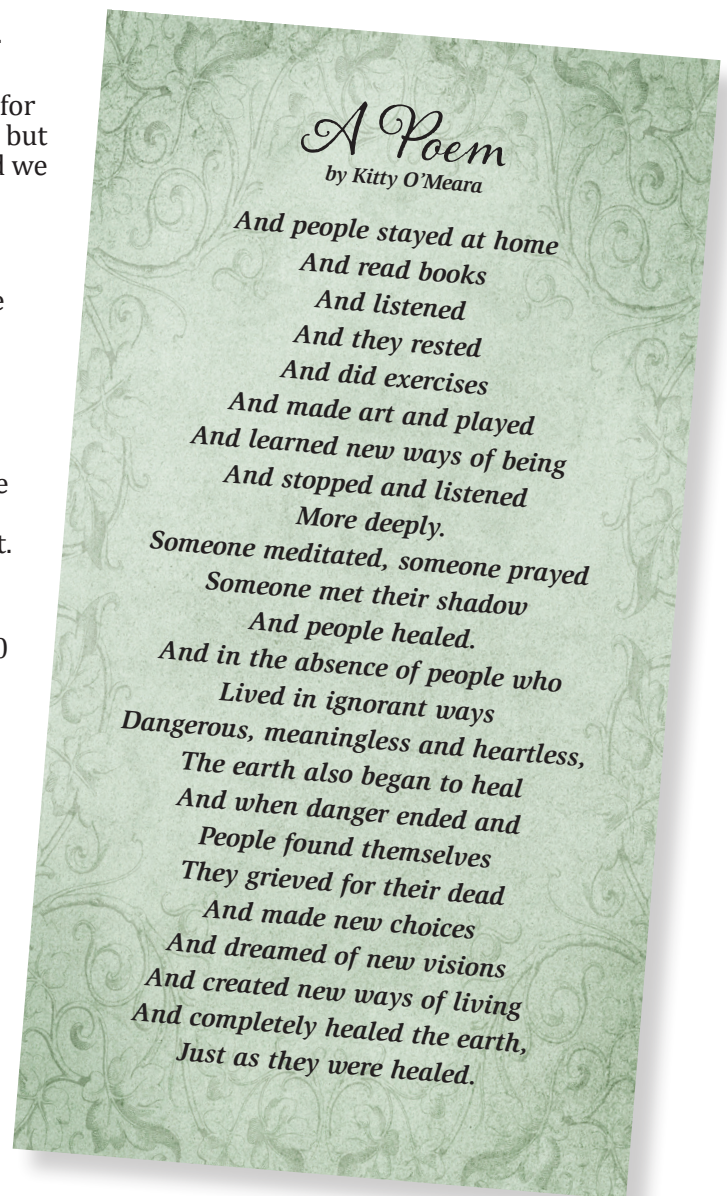 for
but
we
e
e
t.
0
A Poem
by Kitty O'Meara
And people stayed at home
And read books
And listened
And they rested
And did exercises
And made art and played
And learned new ways of being
And stopped and listened
More deeply.
Someone meditated, someone prayed
Someone met their shadow
And people healed.
And in the absence of people who
Lived in ignorant ways
Dangerous, meaningless and heartless,
The earth also began to heal
And when danger ended and
People found themselves
They grieved for their dead
And made new choices
And dreamed of new visions
And created new ways of living
And completely healed the earth,
Just as they were healed.